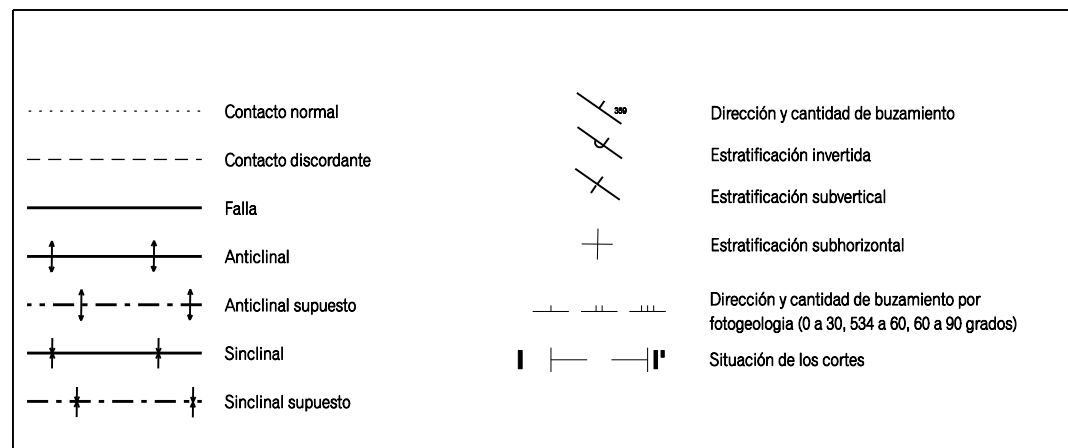 Contacto normal
Contacto discordante
Falla
Anticlinal
Anticlinal supuesto
Sinclinal
Sinclinal supuesto
389
Dirección y cantidad de buzamiento
Estratificación invertida
Estratificación subvertical
Estratificación subhorizontal
Dirección y cantidad de buzamiento por
fotogeologia (0 a 30, 534 a 60, 60 a 90 grados)
I I'
Situación de los cortes